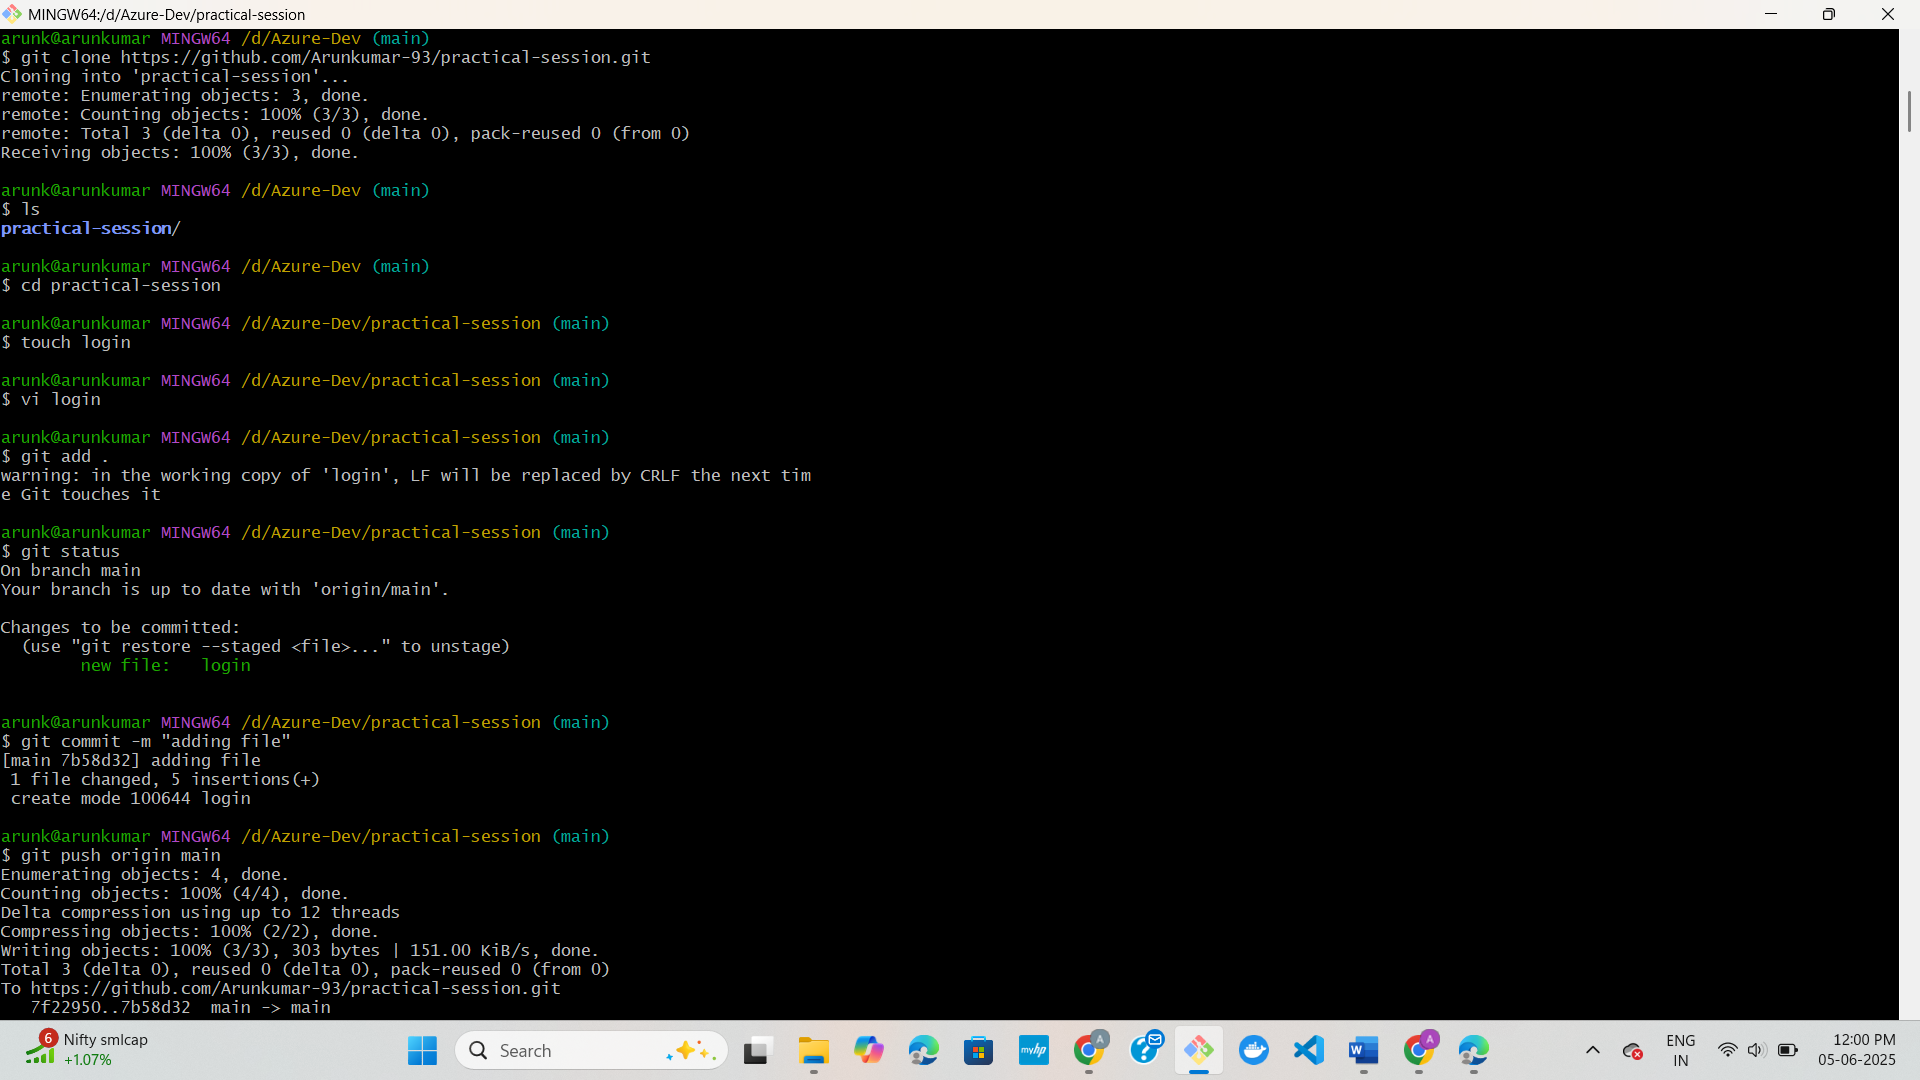 MINGW64:/d/Azure-Dev/practical-session
arunk@arunkumar MINGW64 /d/Azure-Dev (main)
$ git clone https://github.com/Arunkumar-93/practical-session.git
Cloning into 'practical-session'...
remote: Enumerating objects: 3, done.
remote: Counting objects: 100% (3/3), done.
remote: Total 3 (delta 0), reused 0 (delta 0), pack-reused 0 (from 0)
Receiving objects: 100% (3/3), done.
arunk@arunkumar MINGW64 /d/Azure-Dev (main)
$ ls
practical-session/
arunk@arunkumar MINGW64 /d/Azure-Dev (main)
$ cd practical-session
arunk@arunkumar MINGW64 /d/Azure-Dev/practical-session (main)
$ touch login
arunk@arunkumar MINGW64 /d/Azure-Dev/practical-session (main)
$ vi login
arunk@arunkumar MINGW64 /d/Azure-Dev/practical-session (main)
$ git add .
warning: in the working copy of 'login', LF will be replaced by CRLF the next tim
e Git touches it
arunk@arunkumar MINGW64 /d/Azure-Dev/practical-session (main)
$ git status
On branch main
Your branch is up to date with 'origin/main'.
Changes to be committed:
(use "git restore --staged <file>..." to unstage)
new file:   login
arunk@arunkumar MINGW64 /d/Azure-Dev/practical-session (main)
$ git commit -m "adding file"
[main 7b58d32] adding file
1 file changed, 5 insertions(+)
create mode 100644 login
arunk@arunkumar MINGW64 /d/Azure-Dev/practical-session (main)
$ git push origin main
Enumerating objects: 4, done.
Counting objects: 100% (4/4), done.
Delta compression using up to 12 threads
Compressing objects: 100% (2/2), done.
Writing objects: 100% (3/3), 303 bytes | 151.00 KiB/s, done.
Total 3 (delta 0), reused 0 (delta 0), pack-reused 0 (from 0)
To https://github.com/Arunkumar-93/practical-session.git
7f22950..7b58d32  main -> main
6
Nifty smlcap
+1.07%
Search
myhp
A
W
A
ENG
IN
12:00 PM
05-06-2025